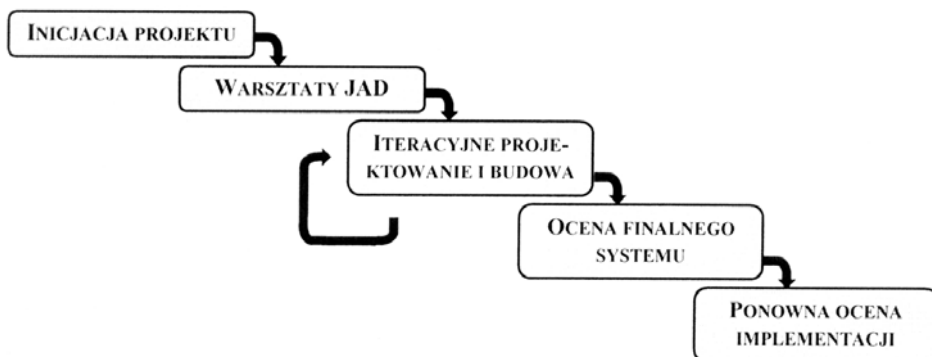 INICJACJA PROJEKTU
WARSZTATY JAD
ITERACYJNE PROJE-
KTOWANIE I BUDOWA
OCENA FINALNEGO
SYSTEMU
PONOWNA OCENA
IMPLEMENTACJI